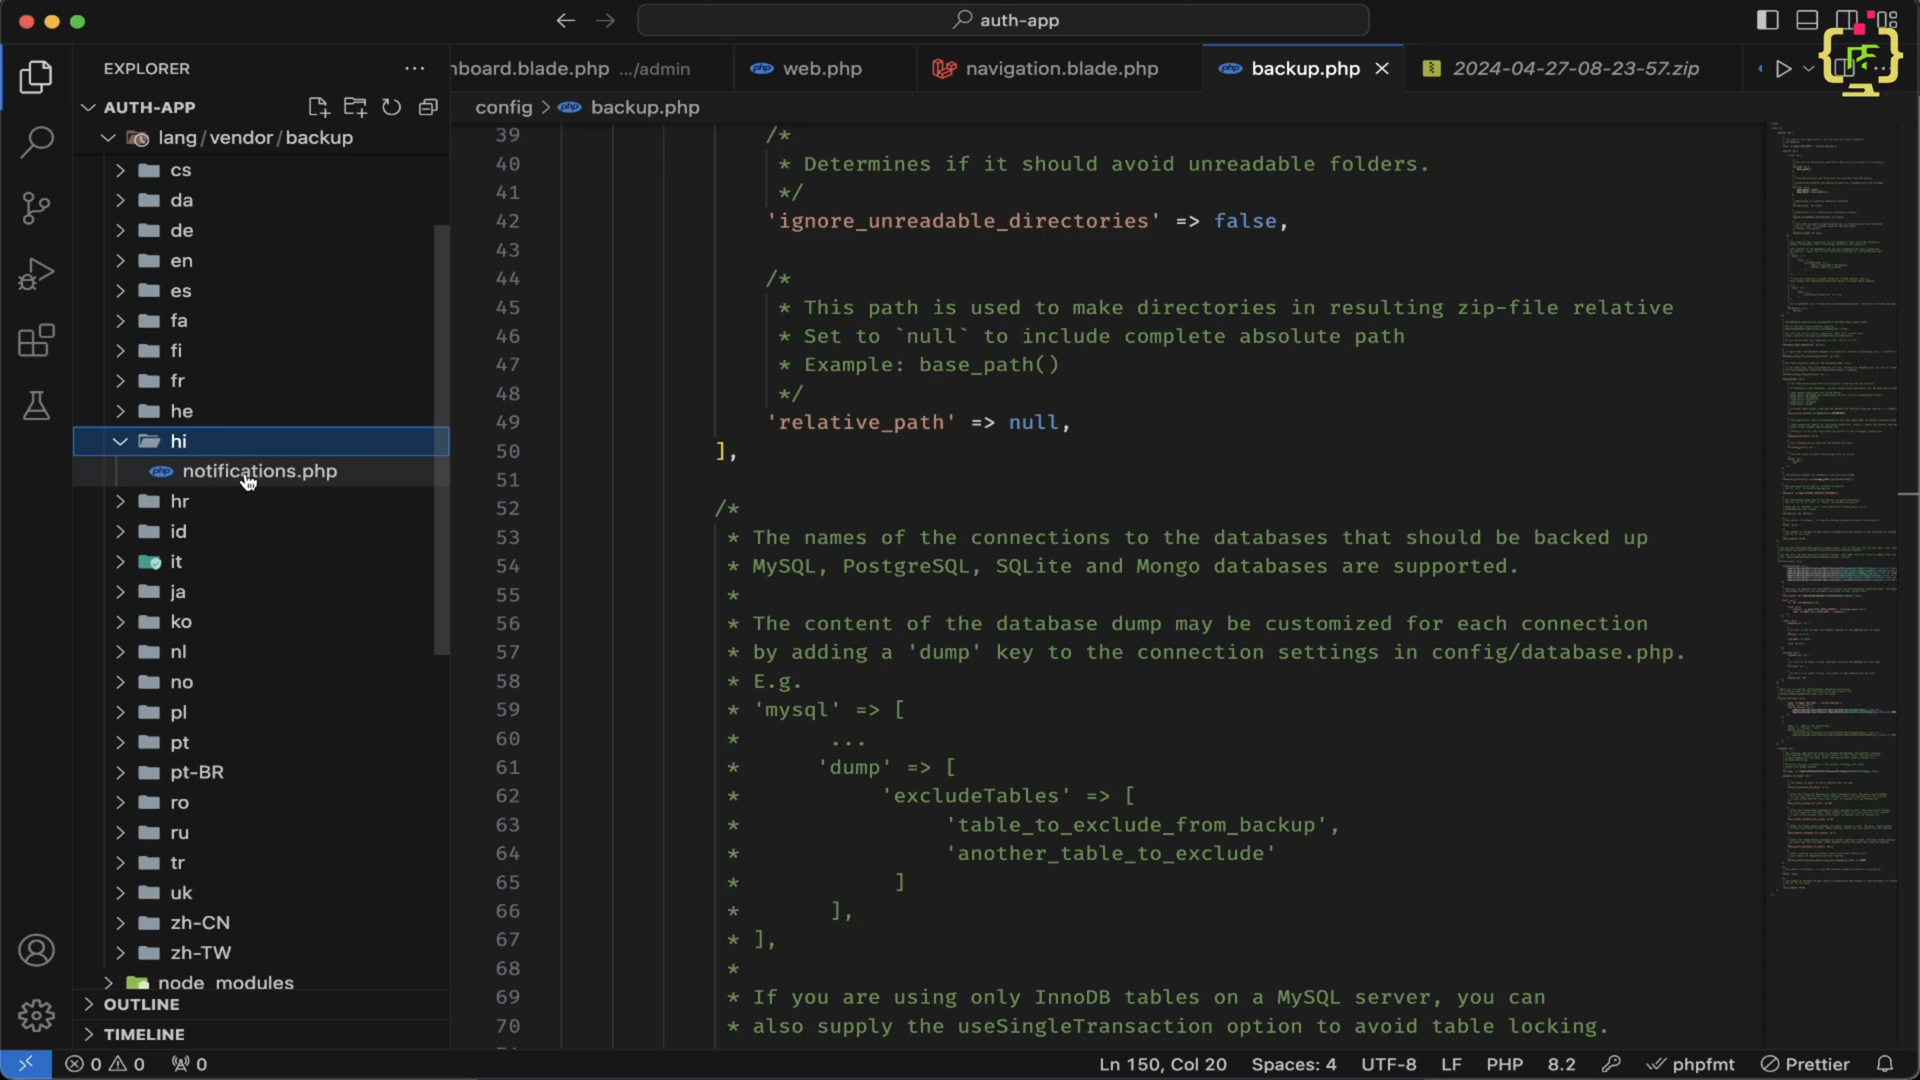 auth-app
EXPLORER
AUTH-APP
lang / vendor / backup
cs
da
de
en
es
fa
fi
fr
he
hi
notifications.php
hr
id
it
ja
ko
nl
no
pl
pt
pt-BR
ro
ru
tr
uk
zh-CN
zh-TW
node_modules
OUTLINE
TIMELINE
nboard.blade.php .../admin
web.php
navigation.blade.php
backup.php
2024-04-27-08-23-57.zip
config > backup.php
39 /*
40 * Determines if it should avoid unreadable folders.
41 */
42 'ignore_unreadable_directories' => false,
43
44 /*
45 * This path is used to make directories in resulting zip-file relative
46 * Set to `null` to include complete absolute path
47 * Example: base_path()
48 */
49 'relative_path' => null,
50 ],
51
52 /*
53 * The names of the connections to the databases that should be backed up
54 * MySQL, PostgreSQL, SQLite and Mongo databases are supported.
55 *
56 * The content of the database dump may be customized for each connection
57 * by adding a 'dump' key to the connection settings in config/database.php.
58 * E.g.
59 * 'mysql' => [
60 * ...
61 * 'dump' => [
62 * 'excludeTables' => [
63 * 'table_to_exclude_from_backup',
64 * 'another_table_to_exclude'
65 * ]
66 * ],
67 * ],
68 *
69 * If you are using only InnoDB tables on a MySQL server, you can
70 * also supply the useSingleTransaction option to avoid table locking.
0 0 0
Ln 150, Col 20
Spaces: 4
UTF-8
LF
PHP
8.2
phpfmt
Prettier